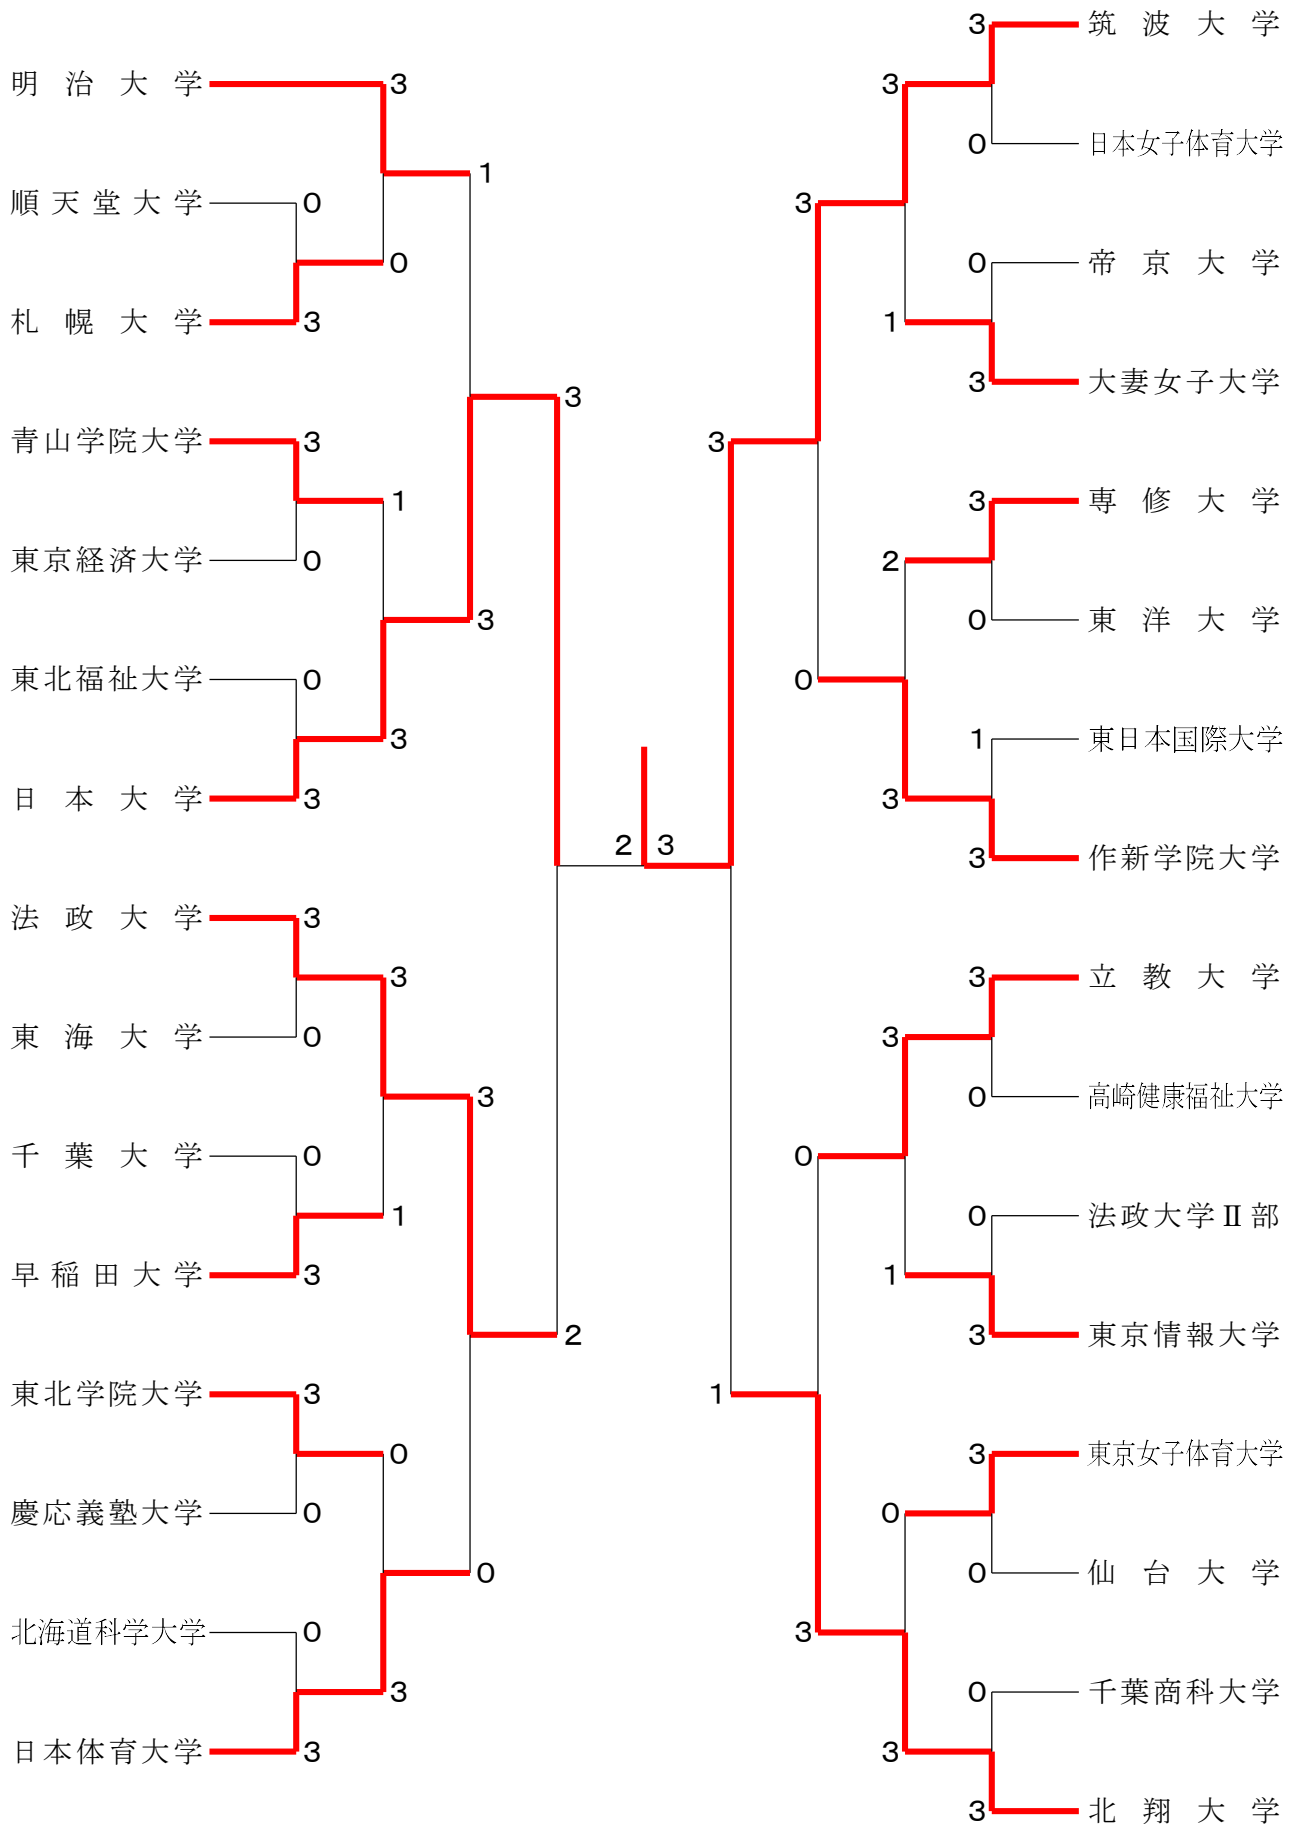 明治大学
3
1
順天堂大学
0
0
札幌大学
3
3
青山学院大学
3
1
東京経済大学
0
3
東北福祉大学
0
3
日本大学
3
2 3
法政大学
3
3
東海大学
0
3
千葉大学
0
1
早稲田大学
3
2
東北学院大学
3
0
慶応義塾大学
0
0
北海道科学大学
0
3
日本体育大学
3
3
筑波大学
3
0
日本女子体育大学
3
0
帝京大学
1
3
大妻女子大学
3
3
専修大学
2
0
東洋大学
0
1
東日本国際大学
3
3
作新学院大学
3
立教大学
3
0
高崎健康福祉大学
0
0
法政大学Ⅱ部
1
3
東京情報大学
1
3
東京女子体育大学
0
0
仙台大学
3
0
千葉商科大学
3
3
北翔大学